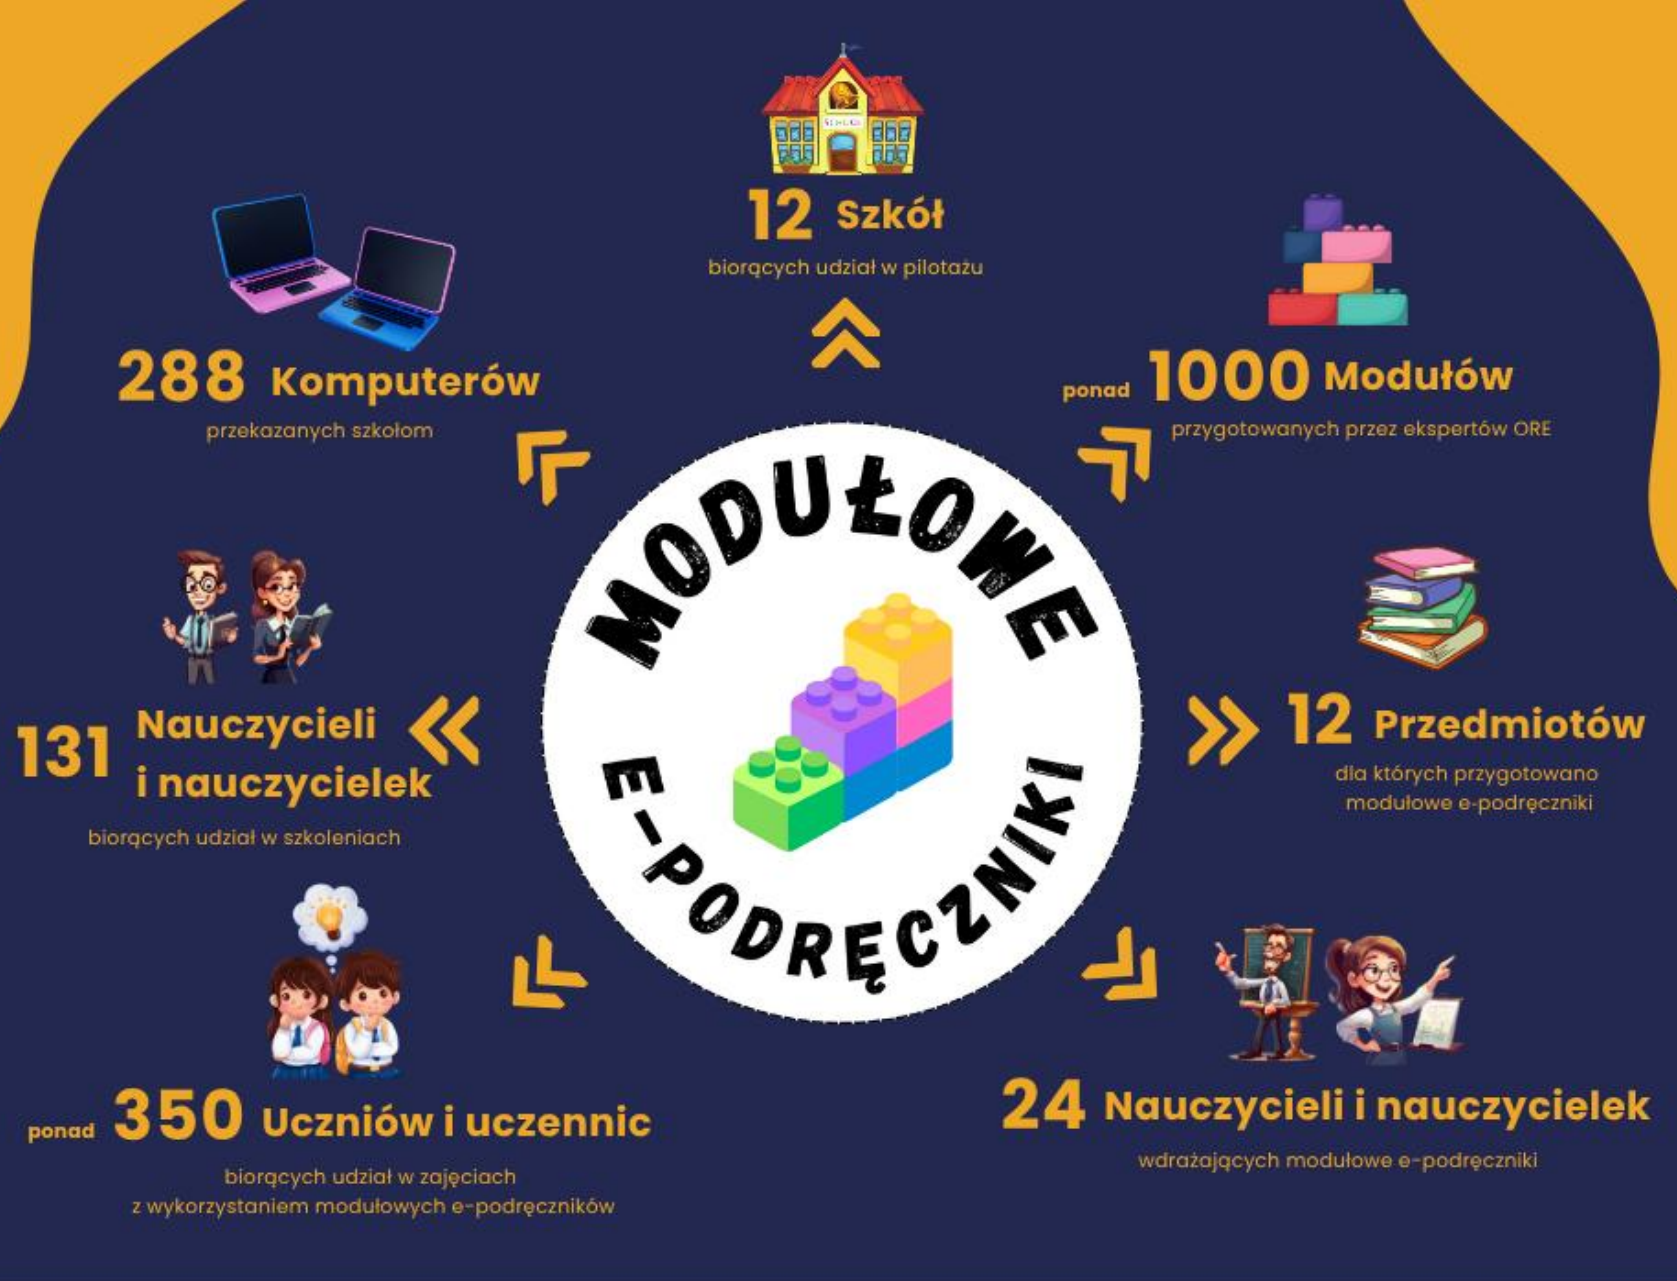 12 Szkół
biorących udział w pilotażu
288 Komputerów
przekazanych szkołom
ponad 1000 Modułów
przygotowanych przez ekspertów ORE
MODUŁOWE
E-PODRĘCZNIKI
131 Nauczycieli
i nauczycielek
biorących udział w szkoleniach
12 Przedmiotów
dla których przygotowano
modułowe e-podręczniki
ponad 350 Uczniów i uczennic
biorących udział w zajęciach
z wykorzystaniem modułowych e-podręczników
24 Nauczycieli i nauczycielek
wdrażających modułowe e-podręczniki